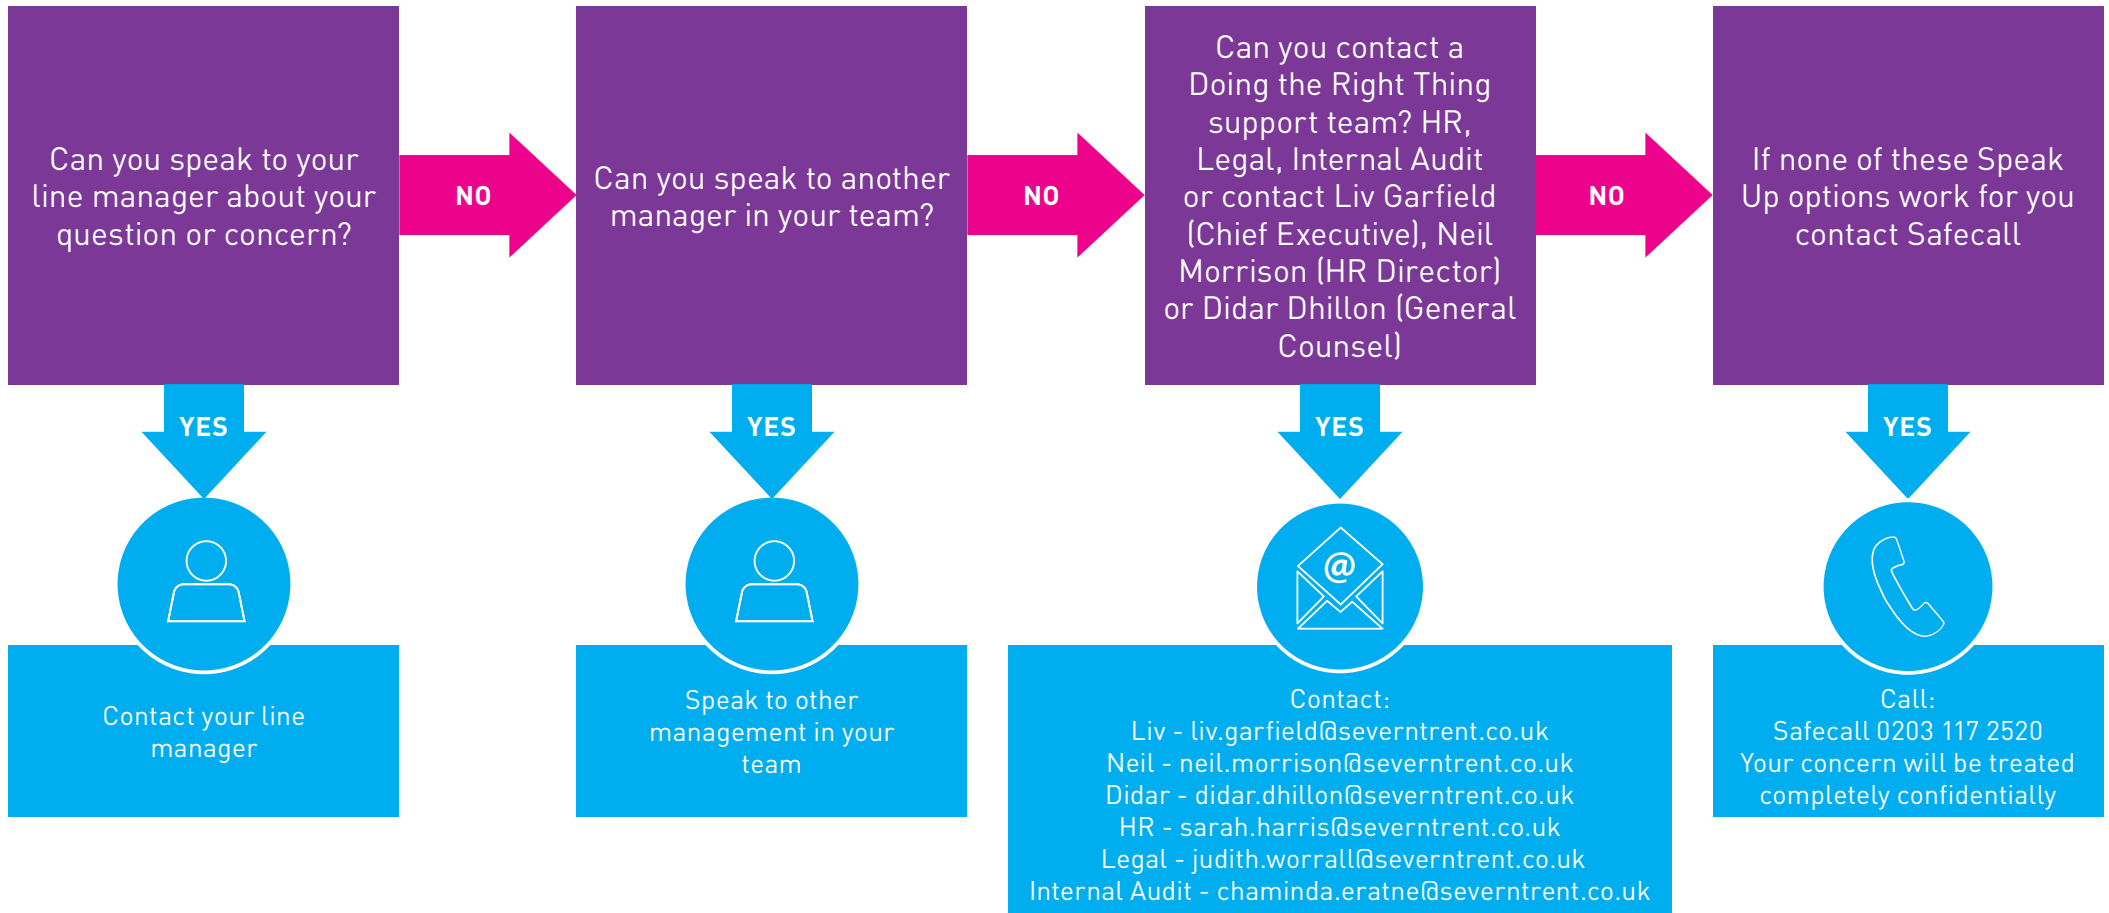 Can you speak to your
line manager about your
question or concern?
NO
Can you speak to another
manager in your team?
NO
Can you contact a
Doing the Right Thing
support team? HR,
Legal, Internal Audit
or contact Liv Garfield
(Chief Executive), Neil
Morrison (HR Director)
or Didar Dhillon (General
Counsel)
NO
If none of these Speak
Up options work for you
contact Safecall
YES
YES
YES
YES
@
Contact your line
manager
Speak to other
management in your
team
Contact:
Liv - liv.garfield@severntrent.co.uk
Neil - neil.morrison@severntrent.co.uk
Didar - didar.dhillon@severntrent.co.uk
HR - sarah.harris@severntrent.co.uk
Legal - judith.worrall@severntrent.co.uk
Internal Audit - chaminda.eratne@severntrent.co.uk
Call:
Safecall 0203 117 2520
Your concern will be treated
completely confidentially